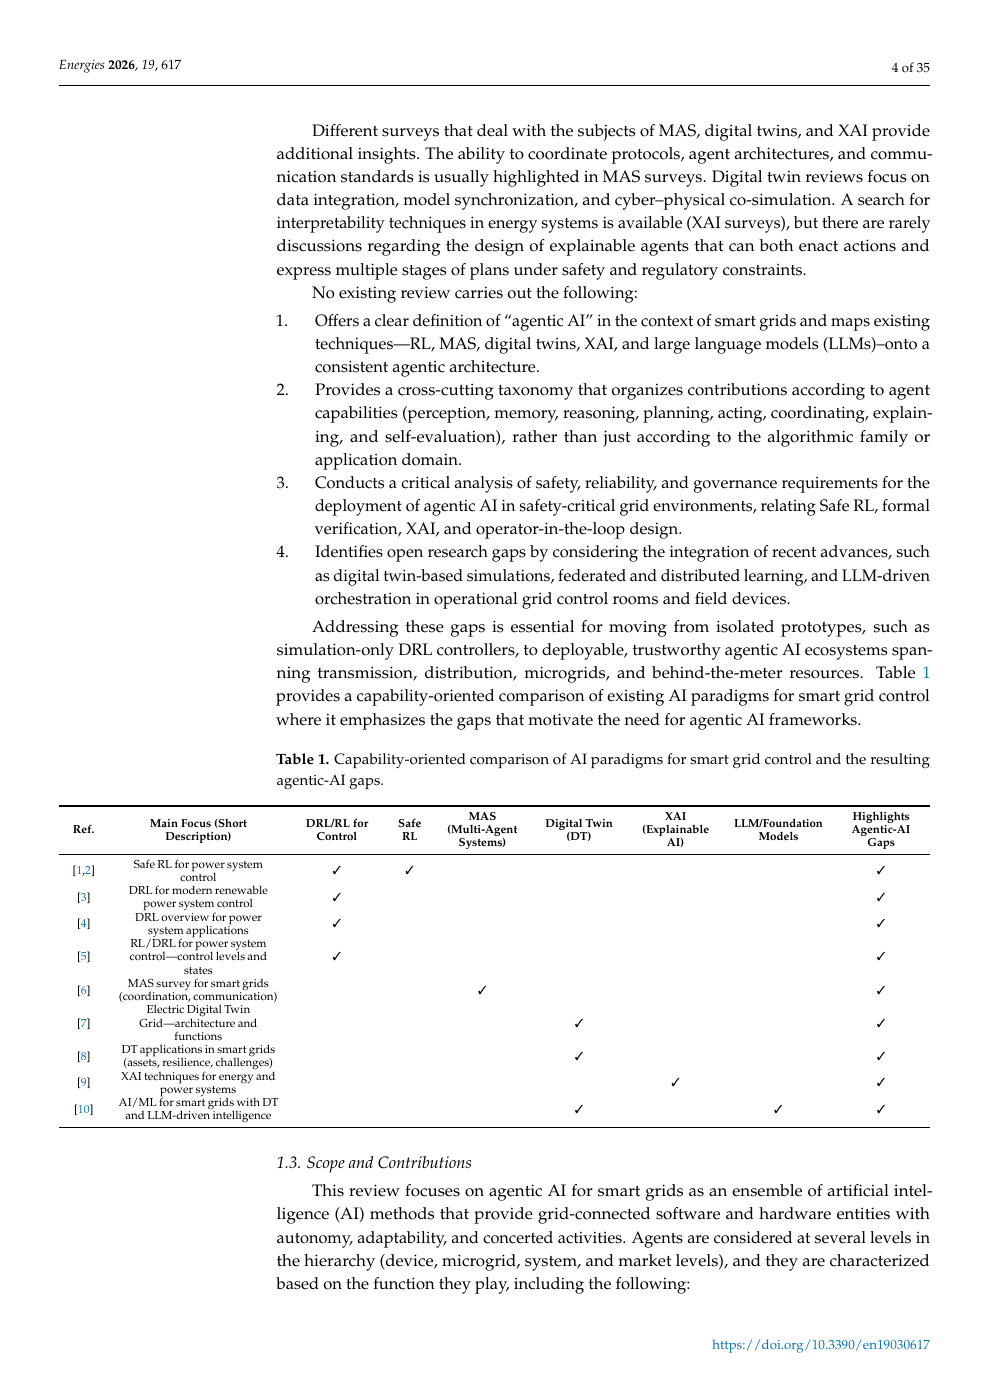 Energies 2026, 19, 617
4 of 35
Different surveys that deal with the subjects of MAS, digital twins, and XAI provide
additional insights. The ability to coordinate protocols, agent architectures, and commu-
nication standards is usually highlighted in MAS surveys. Digital twin reviews focus on
data integration, model synchronization, and cyber–physical co-simulation. A search for
interpretability techniques in energy systems is available (XAI surveys), but there are rarely
discussions regarding the design of explainable agents that can both enact actions and
express multiple stages of plans under safety and regulatory constraints.
No existing review carries out the following:
1. Offers a clear definition of “agentic AI” in the context of smart grids and maps existing
techniques—RL, MAS, digital twins, XAI, and large language models (LLMs)–onto a
consistent agentic architecture.
2. Provides a cross-cutting taxonomy that organizes contributions according to agent
capabilities (perception, memory, reasoning, planning, acting, coordinating, explain-
ing, and self-evaluation), rather than just according to the algorithmic family or
application domain.
3. Conducts a critical analysis of safety, reliability, and governance requirements for the
deployment of agentic AI in safety-critical grid environments, relating Safe RL, formal
verification, XAI, and operator-in-the-loop design.
4. Identifies open research gaps by considering the integration of recent advances, such
as digital twin-based simulations, federated and distributed learning, and LLM-driven
orchestration in operational grid control rooms and field devices.
Addressing these gaps is essential for moving from isolated prototypes, such as
simulation-only DRL controllers, to deployable, trustworthy agentic AI ecosystems span-
ning transmission, distribution, microgrids, and behind-the-meter resources. Table 1
provides a capability-oriented comparison of existing AI paradigms for smart grid control
where it emphasizes the gaps that motivate the need for agentic AI frameworks.
Table 1. Capability-oriented comparison of AI paradigms for smart grid control and the resulting
agentic-AI gaps.
Ref.
Main Focus (Short
Description)
DRL/RL for
Control
Safe
RL
MAS
(Multi-Agent
Systems)
Digital Twin
(DT)
XAI
(Explainable
AI)
LLM/Foundation
Models
Highlights
Agentic-AI
Gaps
[1,2]
Safe RL for power system
control
✓ ✓ ✓
[3]
DRL for modern renewable
power system control
✓ ✓
[4]
DRL overview for power
system applications
✓ ✓
[5]
RL/DRL for power system
control—control levels and
states
✓ ✓
[6]
MAS survey for smart grids
(coordination, communication)
✓ ✓
[7]
Electric Digital Twin
Grid—architecture and
functions
✓ ✓
[8]
DT applications in smart grids
(assets, resilience, challenges)
✓ ✓
[9]
XAI techniques for energy and
power systems
✓ ✓
[10]
AI/ML for smart grids with DT
and LLM-driven intelligence
✓ ✓ ✓
1.3. Scope and Contributions
This review focuses on agentic AI for smart grids as an ensemble of artificial intel-
ligence (AI) methods that provide grid-connected software and hardware entities with
autonomy, adaptability, and concerted activities. Agents are considered at several levels in
the hierarchy (device, microgrid, system, and market levels), and they are characterized
based on the function they play, including the following:
https://doi.org/10.3390/en19030617